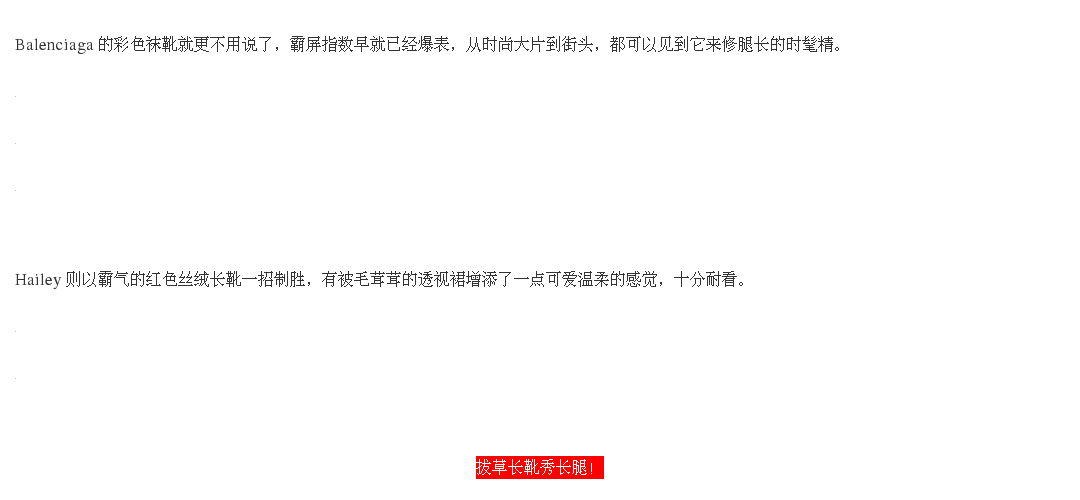 Balenciaga 的彩色袜靴就更不用说了，霸屏指数早就已经爆表，从时尚大片到街头，都可以见到它来修腿长的时髦精。
Hailey 则以霸气的红色丝绒长靴一招制胜，有被毛茸茸的透视裙增添了一点可爱温柔的感觉，十分耐看。
拔草长靴秀长腿！